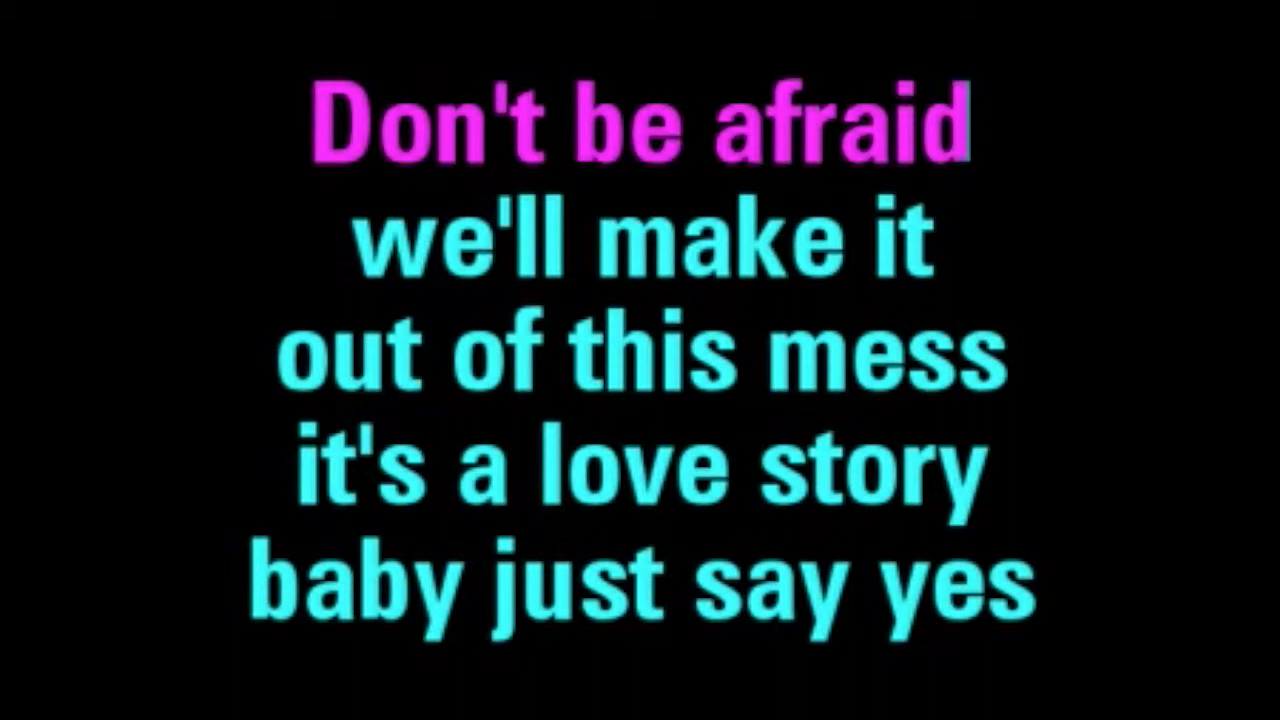 Don't be afraid
we'll make it
out of this mess
it's a love story
baby just say yes